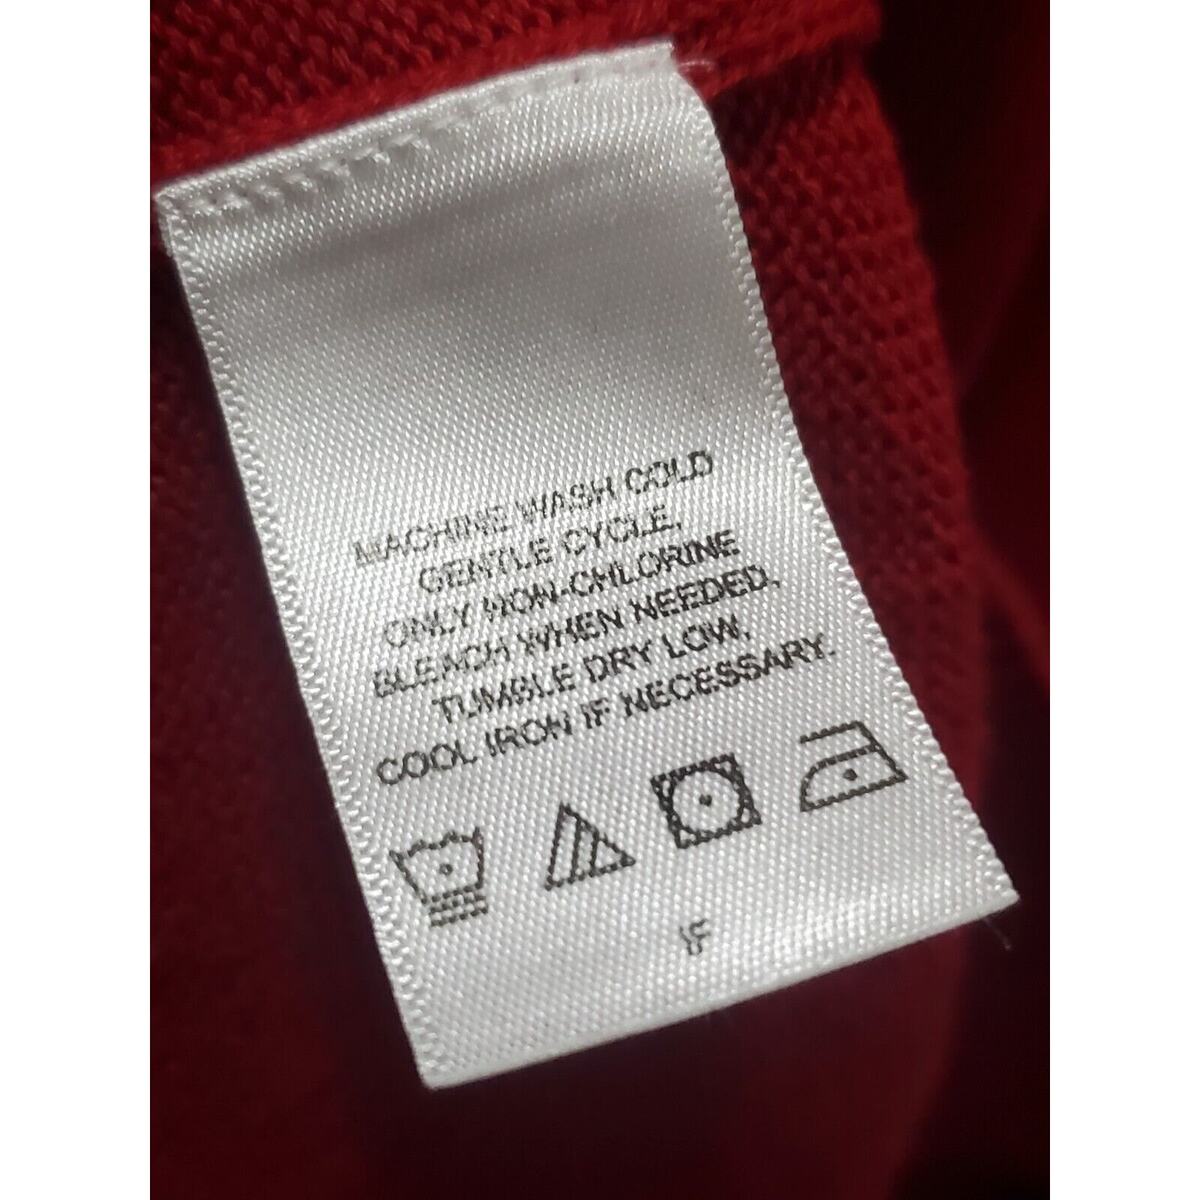 MACHINE WASH COLD
GENTLE CYCLE,
ONLY NON-CHLORINE
BLEACH WHEN NEEDED,
TUMBLE DRY LOW,
COOL IRON IF NECESSARY.
IF